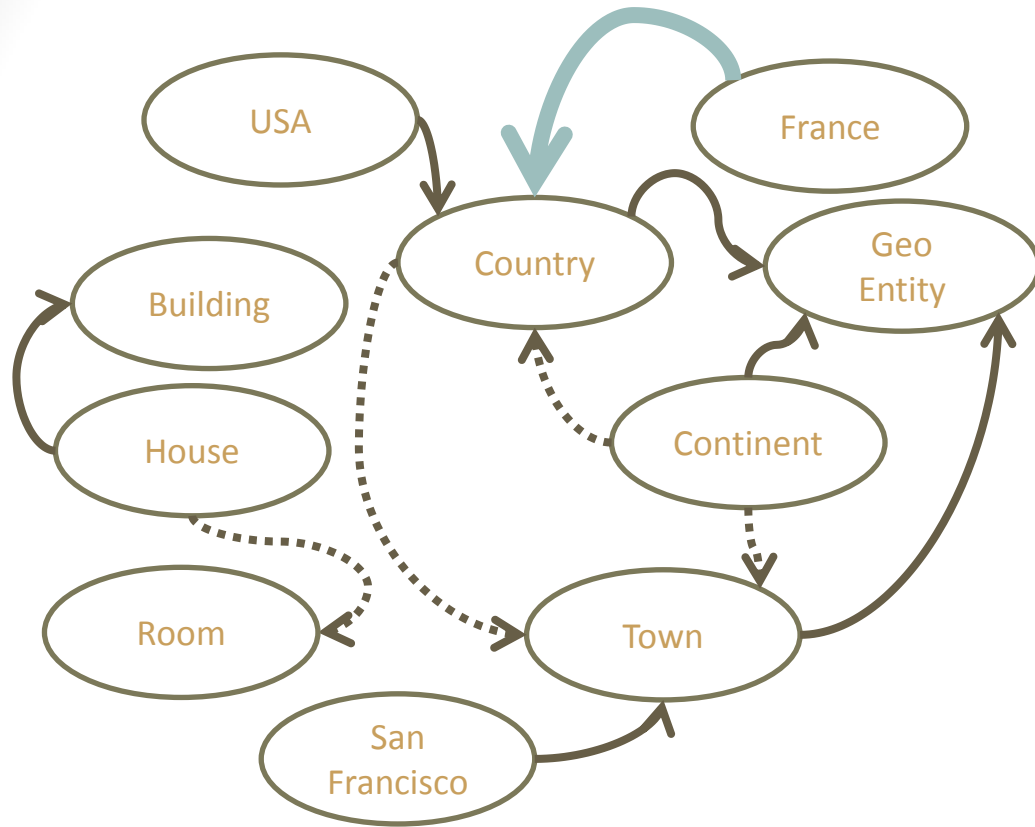 USA
France
Country
Geo
Entity
Building
House
Continent
Room
Town
San
Francisco